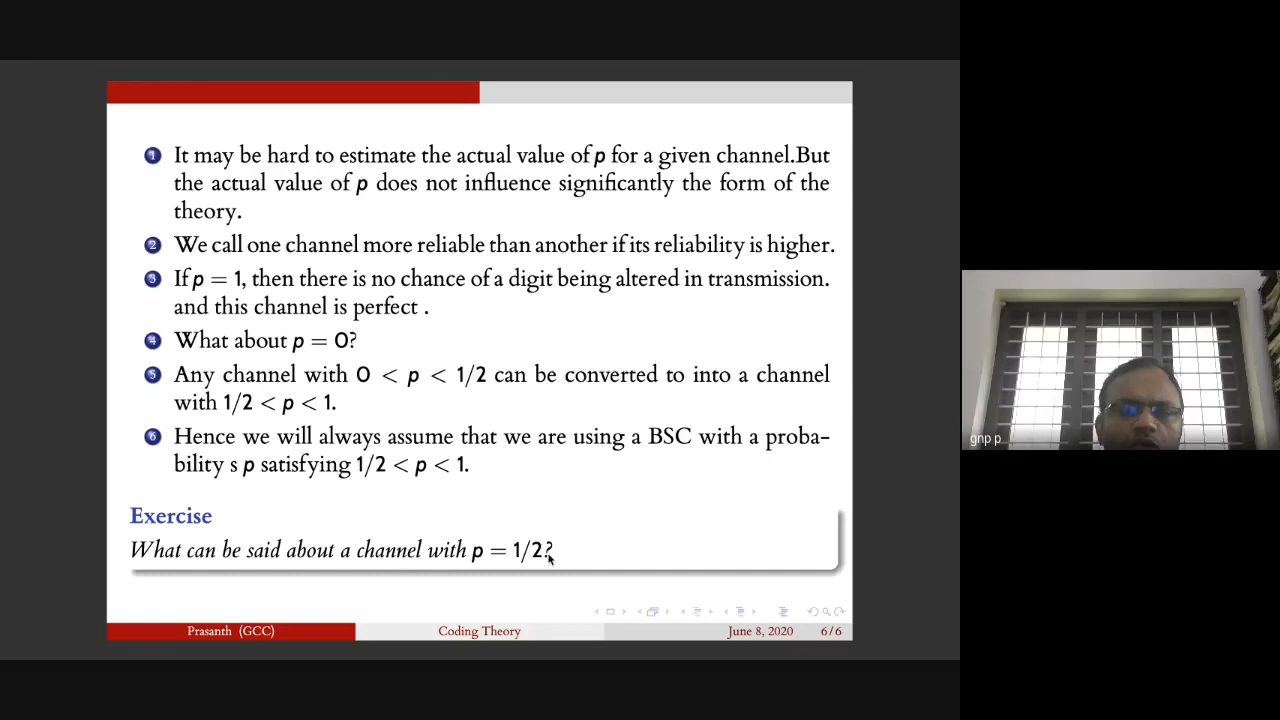 1 It may be hard to estimate the actual value of p for a given channel.But
the actual value of p does not influence significantly the form of the
theory.
2 We call one channel more reliable than another if its reliability is higher.
3 If p = 1, then there is no chance of a digit being altered in transmission.
and this channel is perfect .
4 What about p = 0?
5 Any channel with 0 < p < 1/2 can be converted to into a channel
with 1/2 < p < 1.
6 Hence we will always assume that we are using a BSC with a proba-
bility s p satisfying 1/2 < p < 1.
Exercise
What can be said about a channel with p = 1/2?
Prasanth (GCC) Coding Theory June 8, 2020 6/6
gnp p